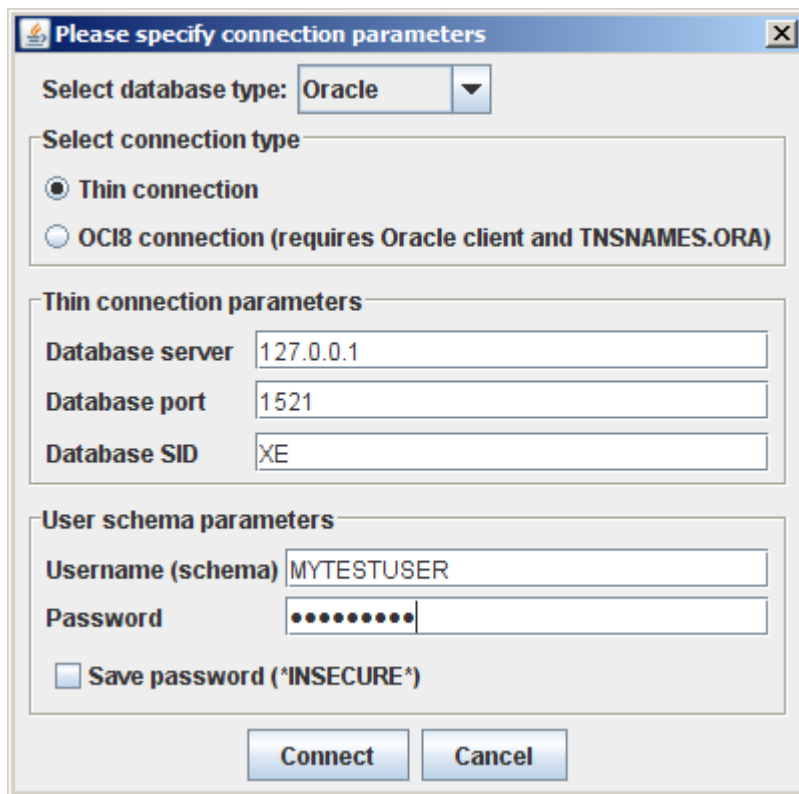 Please specify connection parameters
Select database type: Oracle
Select connection type
Thin connection
OCI8 connection (requires Oracle client and TNSNAMES.ORA)
Thin connection parameters
Database server 127.0.0.1
Database port 1521
Database SID XE
User schema parameters
Username (schema) MYTESTUSER
Password •••••••••
Save password (*INSECURE*)
Connect Cancel